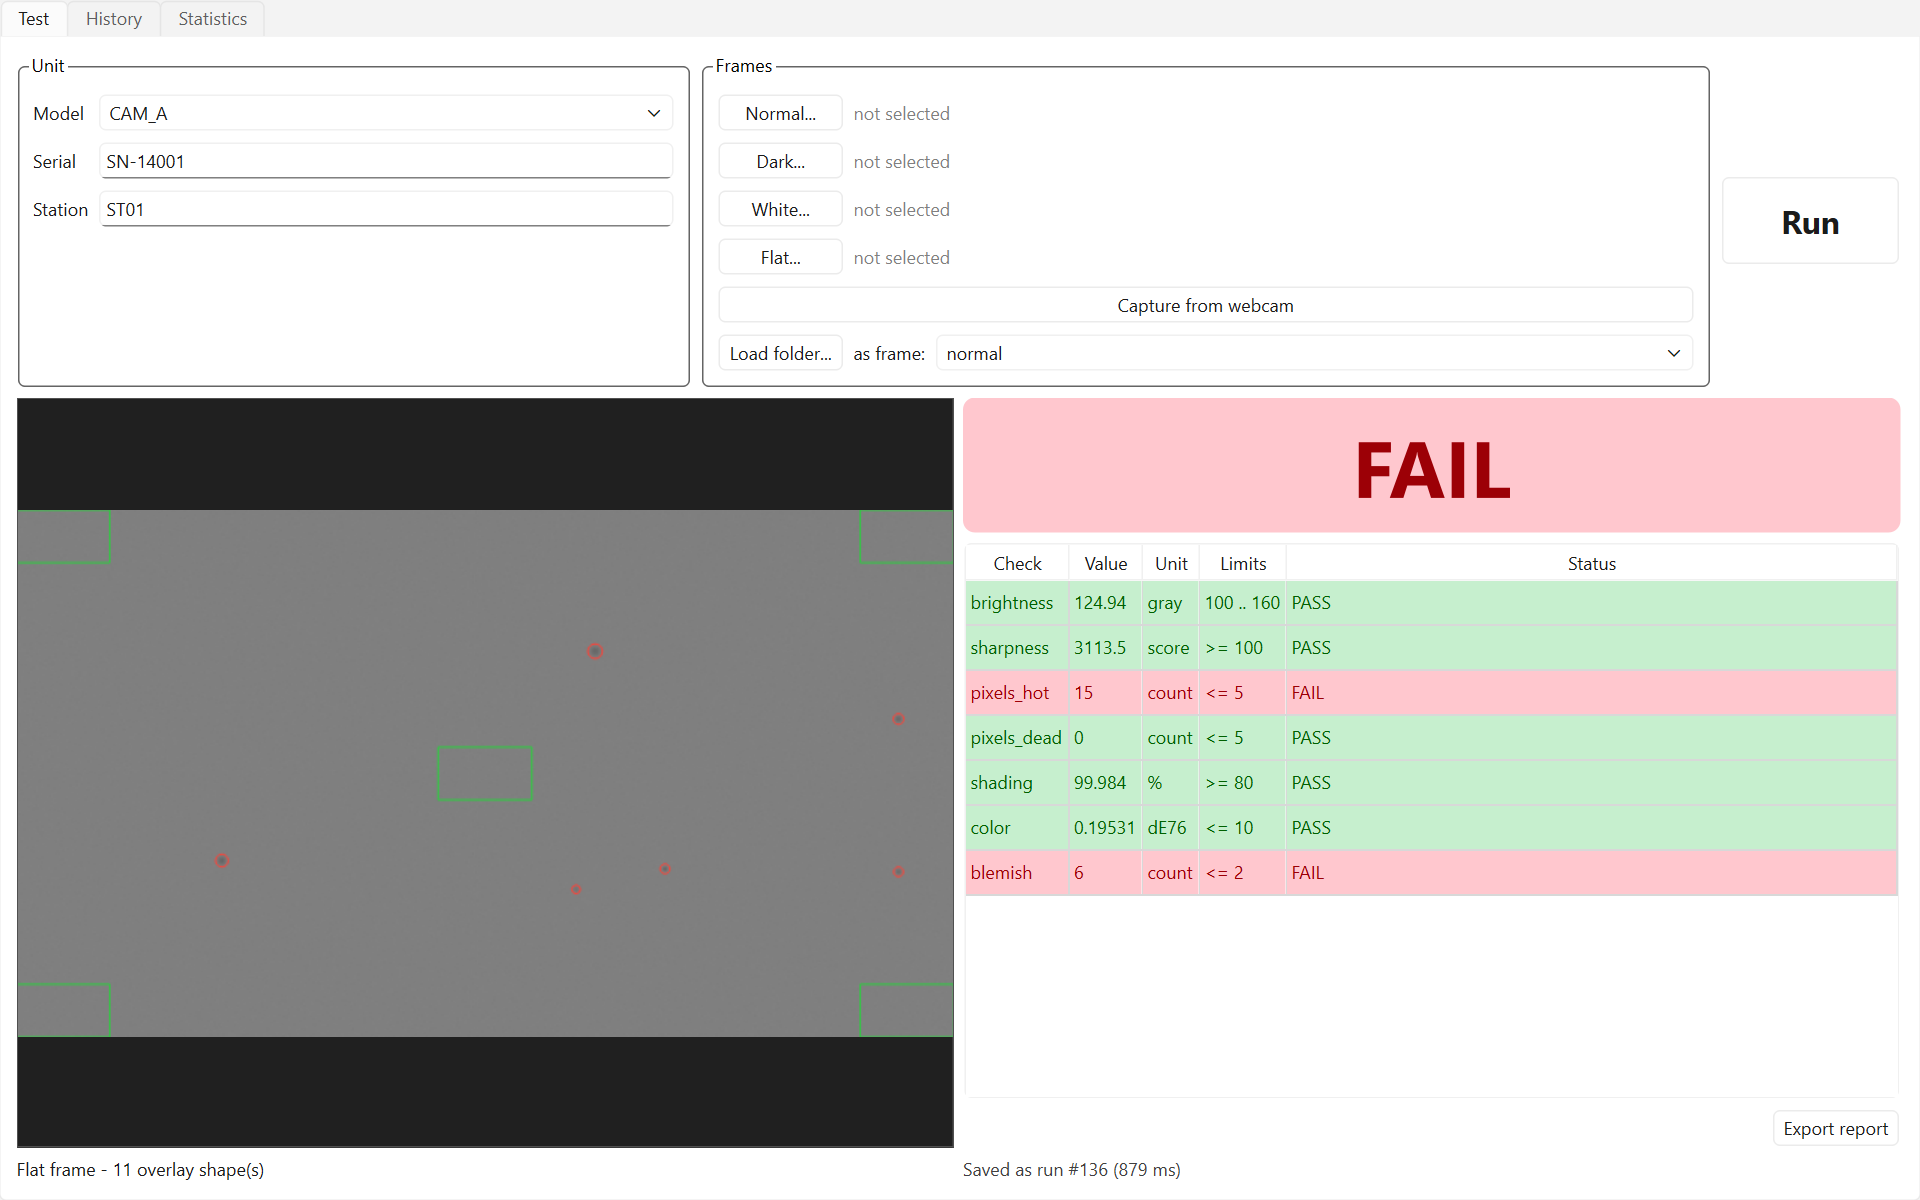 Test History Statistics
Unit
Model CAM_A
Serial SN-14001
Station ST01
Frames
Normal... not selected
Dark... not selected
White... not selected
Flat... not selected
Capture from webcam
Load folder... as frame: normal
Run
FAIL
Check Value Unit Limits Status
brightness 124.94 gray 100 .. 160 PASS
sharpness 3113.5 score >= 100 PASS
pixels_hot 15 count <= 5 FAIL
pixels_dead 0 count <= 5 PASS
shading 99.984 % >= 80 PASS
color 0.19531 dE76 <= 10 PASS
blemish 6 count <= 2 FAIL
Export report
Flat frame - 11 overlay shape(s)
Saved as run #136 (879 ms)